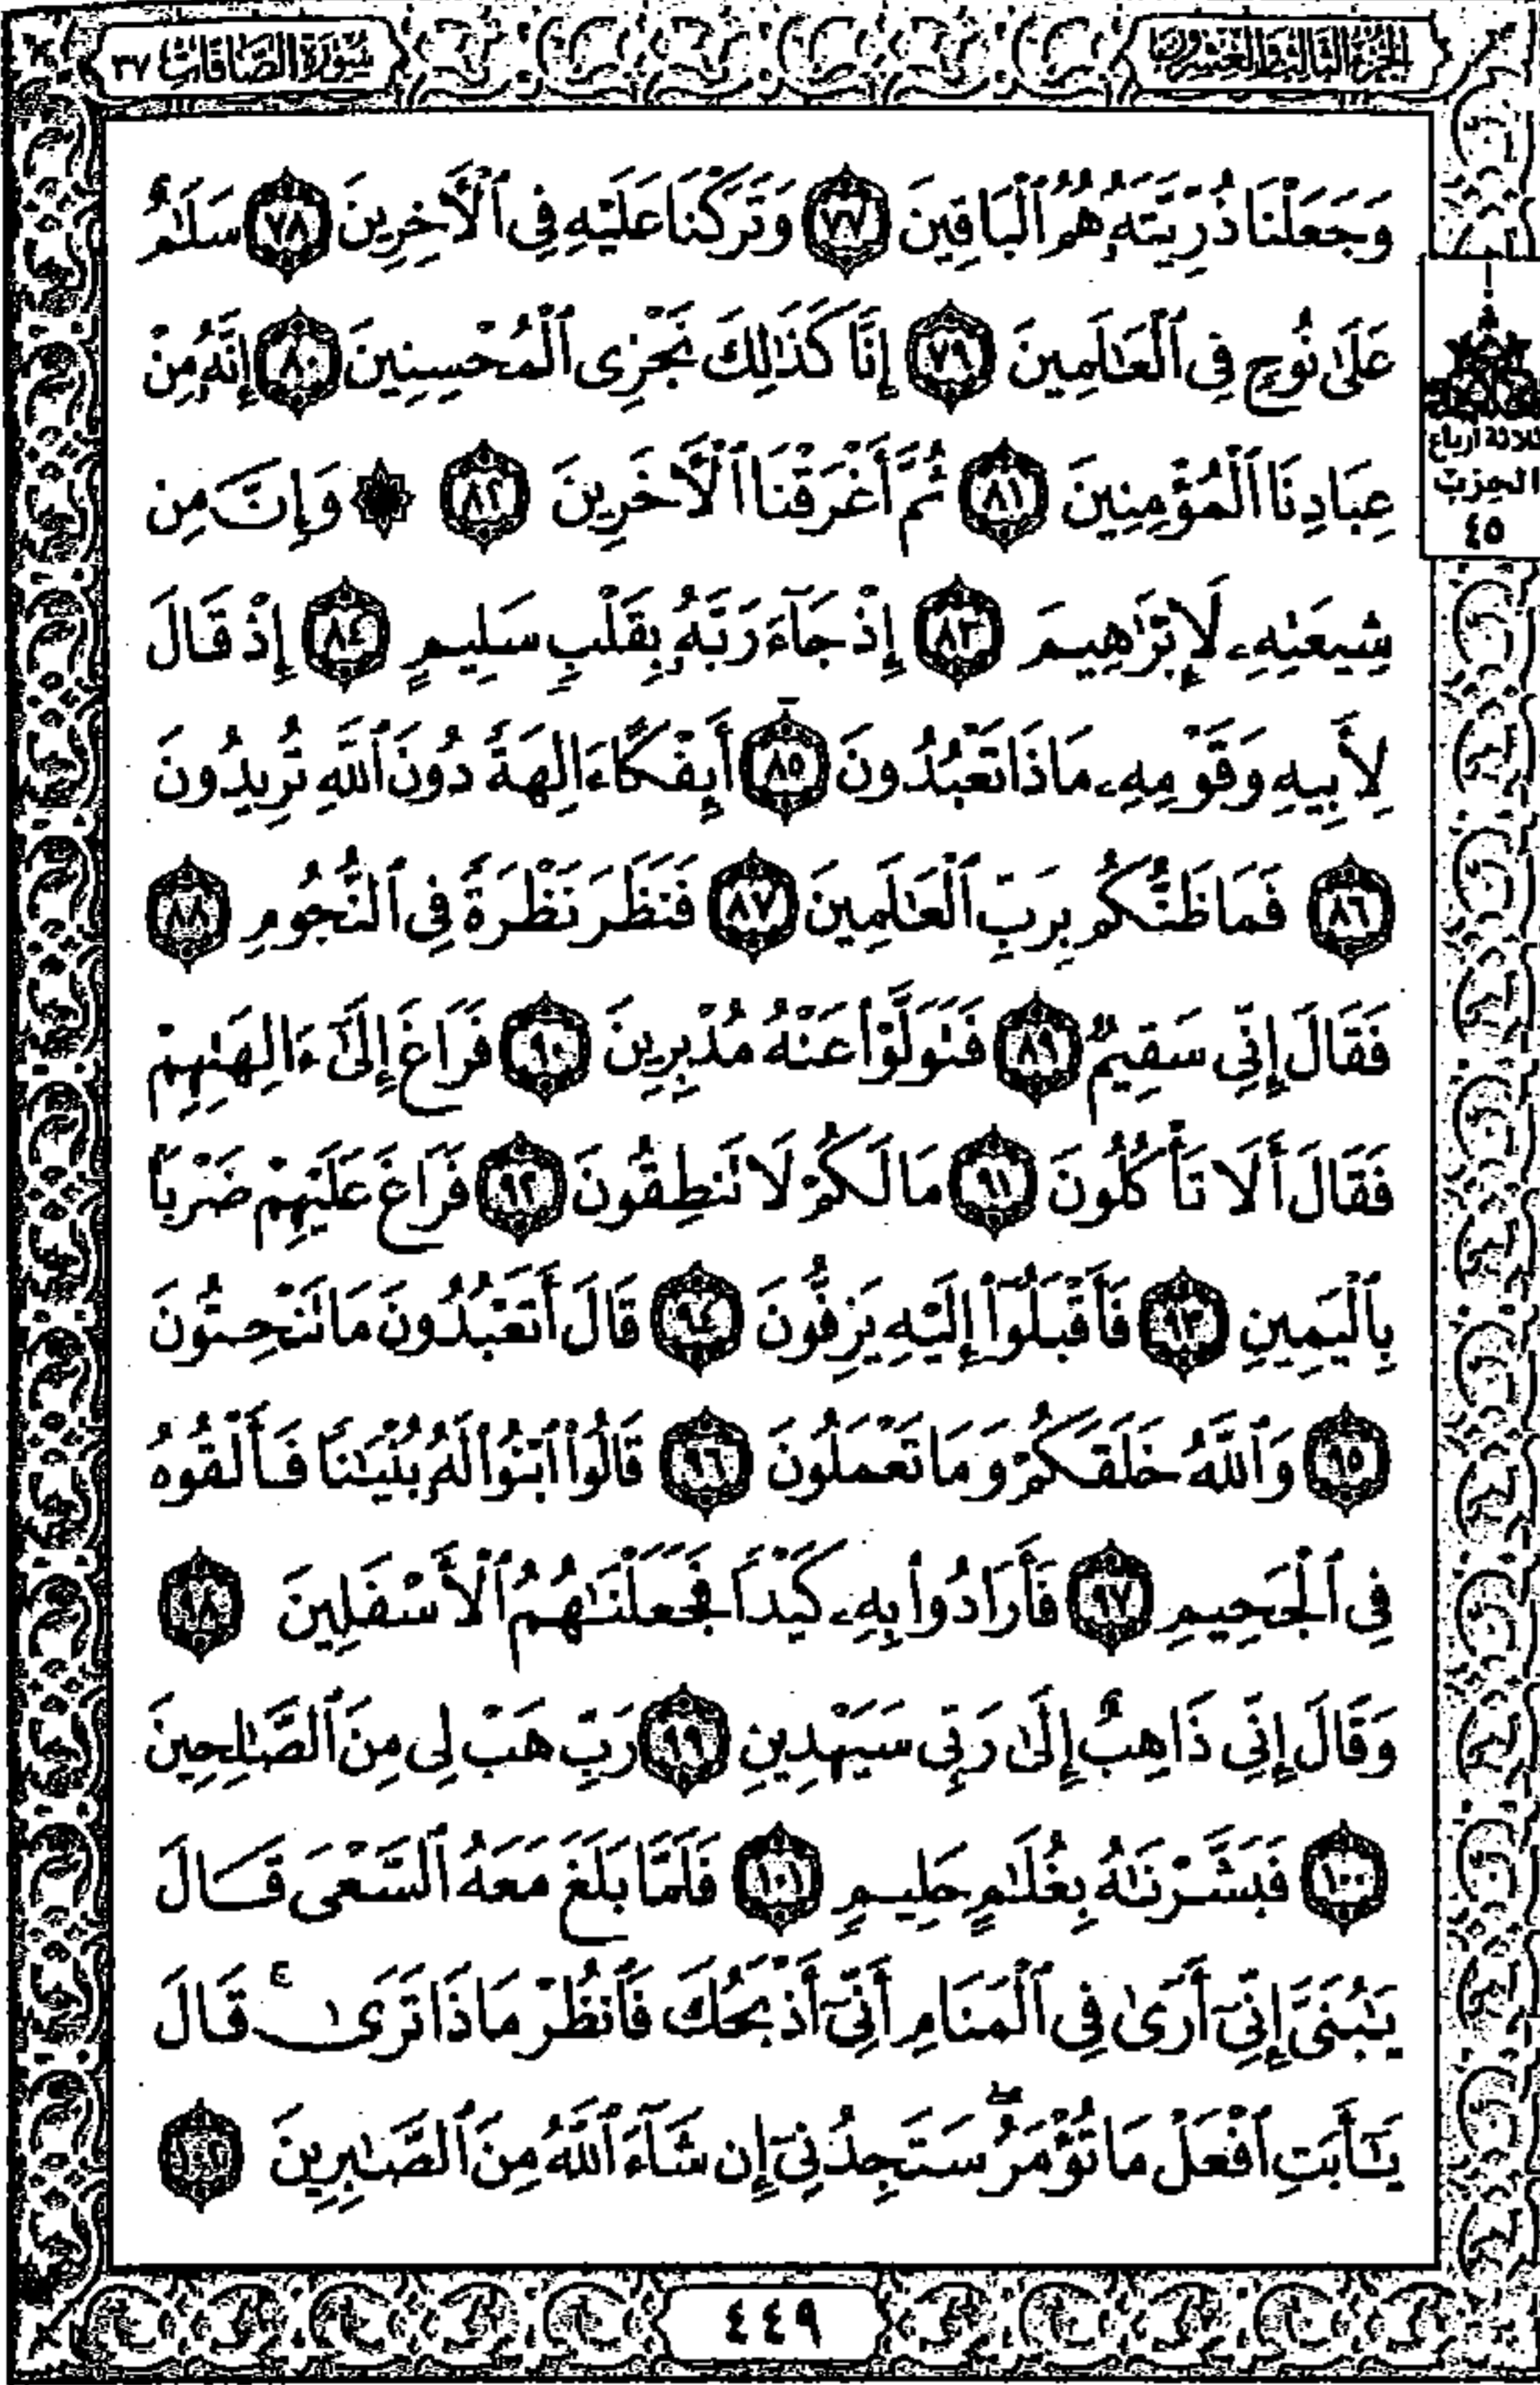 الجزء الثالث والعشرون
سورة الصافات ٣٧
وَجَعَلْنَا ذُرِّيَّتَهُۥ هُمُ ٱلْبَاقِينَ ٧٧ وَتَرَكْنَا عَلَيْهِ فِى ٱلْأَخِرِينَ ٧٨ سَلَٰمٌ
عَلَىٰ نُوحٍ فِى ٱلْعَٰلَمِينَ ٧٩ إِنَّا كَذَٰلِكَ نَجْزِى ٱلْمُحْسِنِينَ ٨٠ إِنَّهُۥ مِنْ
عِبَادِنَا ٱلْمُؤْمِنِينَ ٨١ ثُمَّ أَغْرَقْنَا ٱلْأَخَرِينَ ٨٢ ۞ وَإِنَّ مِن
شِيعَتِهِۦ لَإِبْرَٰهِيمَ ٨٣ إِذْ جَآءَ رَبَّهُۥ بِقَلْبٍ سَلِيمٍ ٨٤ إِذْ قَالَ
لِأَبِيهِ وَقَوْمِهِۦ مَاذَا تَعْبُدُونَ ٨٥ أَئِفْكًا ءَالِهَةً دُونَ ٱللَّهِ تُرِيدُونَ
٨٦ فَمَا ظَنُّكُم بِرَبِّ ٱلْعَٰلَمِينَ ٨٧ فَنَظَرَ نَظْرَةً فِى ٱلنُّجُومِ ٨٨
فَقَالَ إِنِّى سَقِيمٌ ٨٩ فَتَوَلَّوْا۟ عَنْهُ مُدْبِرِينَ ٩٠ فَرَاغَ إِلَىٰٓ ءَالِهَتِهِمْ
فَقَالَ أَلَا تَأْكُلُونَ ٩١ مَا لَكُمْ لَا تَنطِقُونَ ٩٢ فَرَاغَ عَلَيْهِمْ ضَرْبًۢا
بِٱلْيَمِينِ ٩٣ فَأَقْبَلُوٓا۟ إِلَيْهِ يَزِفُّونَ ٩٤ قَالَ أَتَعْبُدُونَ مَا تَنْحِتُونَ
٩٥ وَٱللَّهُ خَلَقَكُمْ وَمَا تَعْمَلُونَ ٩٦ قَالُوا۟ ٱبْنُوا۟ لَهُۥ بُنْيَٰنًا فَأَلْقُوهُ
فِى ٱلْجَحِيمِ ٩٧ فَأَرَادُوا۟ بِهِۦ كَيْدًا فَجَعَلْنَٰهُمُ ٱلْأَسْفَلِينَ ٩٨
وَقَالَ إِنِّى ذَاهِبٌ إِلَىٰ رَبِّى سَيَهْدِينِ ٩٩ رَبِّ هَبْ لِى مِنَ ٱلصَّٰلِحِينَ
١٠٠ فَبَشَّرْنَٰهُ بِغُلَٰمٍ حَلِيمٍ ١٠١ فَلَمَّا بَلَغَ مَعَهُ ٱلسَّعْىَ قَالَ
يَٰبُنَىَّ إِنِّىٓ أَرَىٰ فِى ٱلْمَنَامِ أَنِّىٓ أَذْبَحُكَ فَٱنظُرْ مَاذَا تَرَىٰ قَالَ
يَٰٓأَبَتِ ٱفْعَلْ مَا تُؤْمَرُ سَتَجِدُنِىٓ إِن شَآءَ ٱللَّهُ مِنَ ٱلصَّٰبِرِينَ ١٠٢
ثلاثة أرباع
الحزب
٤٥
٤٤٩